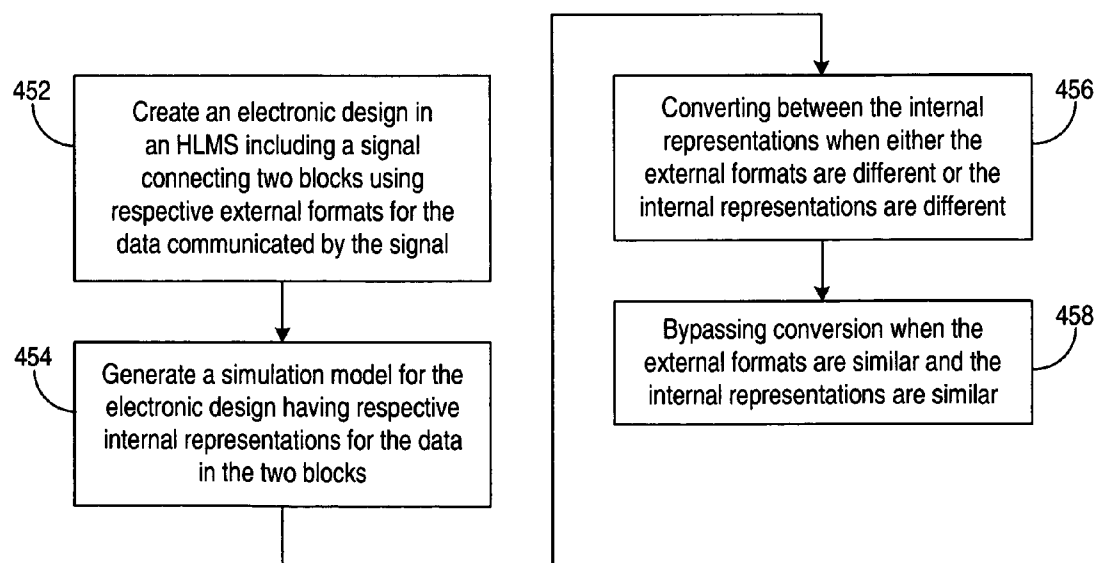 452
Create an electronic design in
an HLMS including a signal
connecting two blocks using
respective external formats for the
data communicated by the signal
454
Generate a simulation model for the
electronic design having respective
internal representations for the data
in the two blocks
456
Converting between the internal
representations when either the
external formats are different or the
internal representations are different
458
Bypassing conversion when the
external formats are similar and the
internal representations are similar